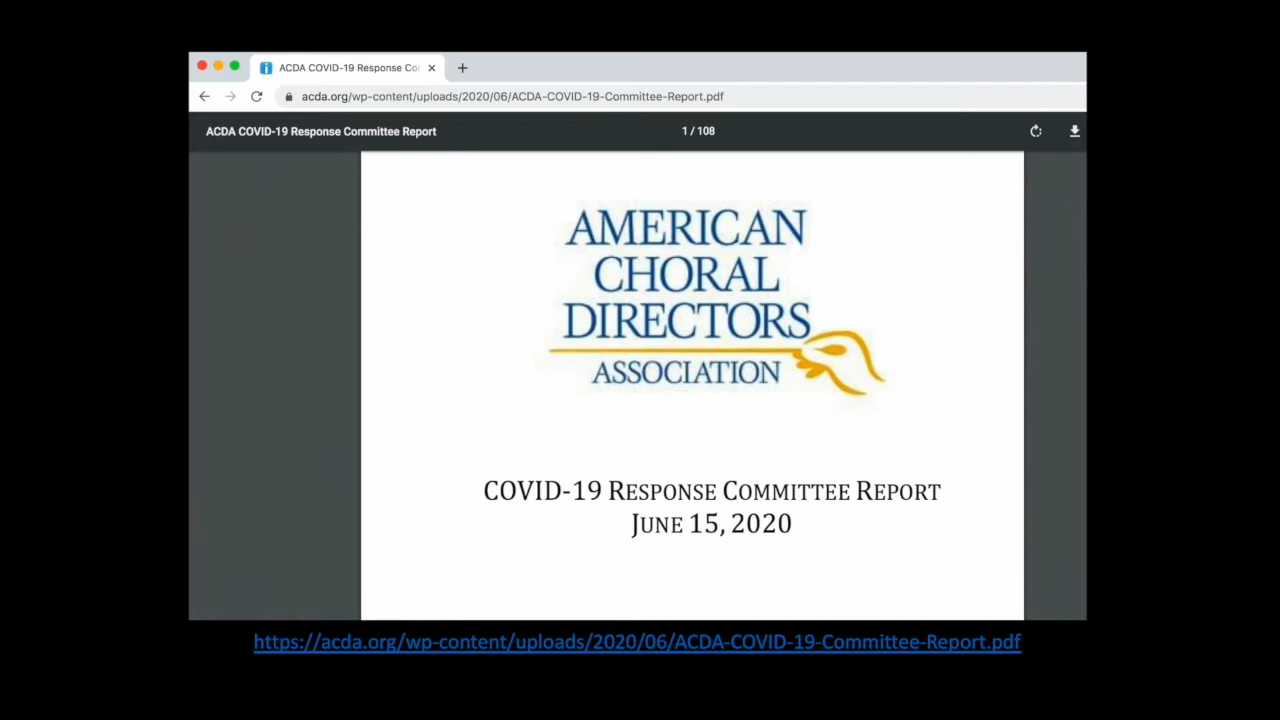 ACDA COVID-19 Response Co
acda.org/wp-content/uploads/2020/06/ACDA-COVID-19-Committee-Report.pdf
ACDA COVID-19 Response Committee Report 1 / 108
AMERICAN
CHORAL
DIRECTORS
ASSOCIATION
COVID-19 RESPONSE COMMITTEE REPORT
JUNE 15, 2020
https://acda.org/wp-content/uploads/2020/06/ACDA-COVID-19-Committee-Report.pdf